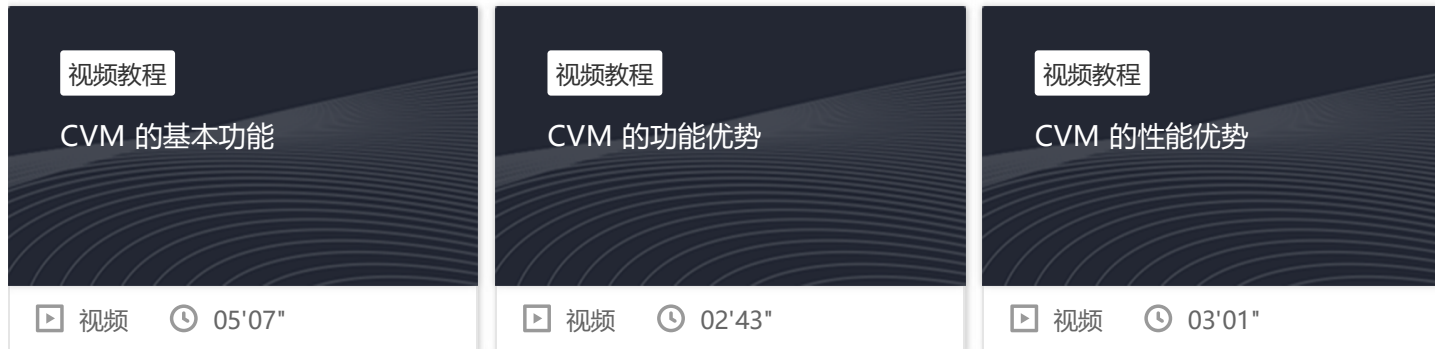 视频教程
CVM 的基本功能
视频 05'07"
视频教程
CVM 的功能优势
视频 02'43"
视频教程
CVM 的性能优势
视频 03'01"